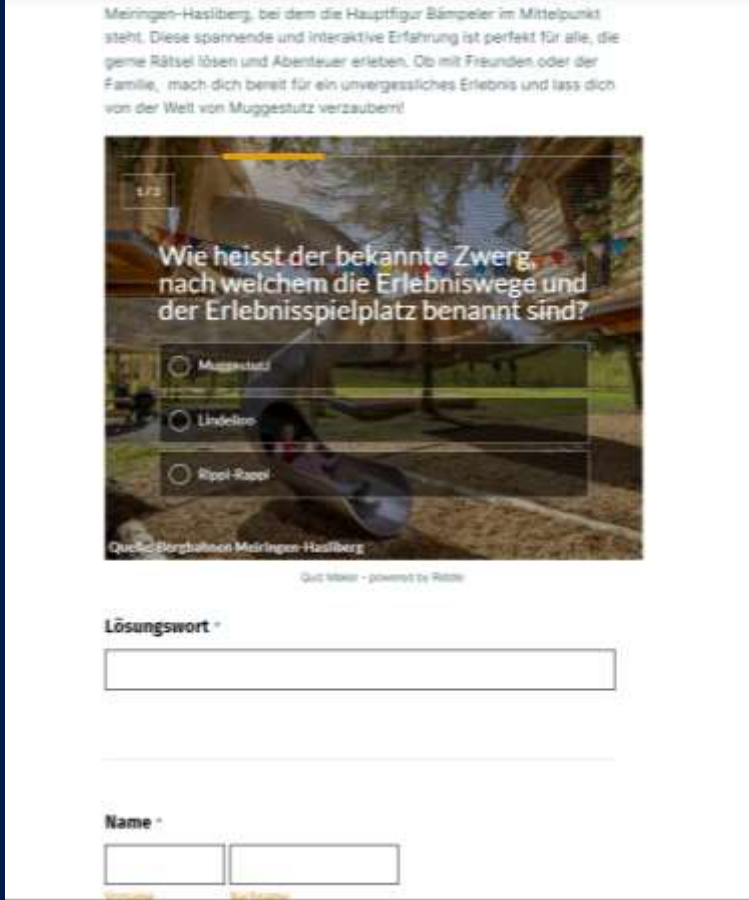 Meiringen-Hasliberg, bei dem die Hauptfigur Bämpeler im Mittelpunkt
steht. Diese spannende und interaktive Erfahrung ist perfekt für alle, die
gerne Rätsel lösen und Abenteuer erleben. Ob mit Freunden oder der
Familie, mach dich bereit für ein unvergessliches Erlebnis und lass dich
von der Welt von Muggestutz verzaubern!
Wie heisst der bekannte Zwerg,
nach welchem die Erlebniswege und
der Erlebnisspielplatz benannt sind?
Muggestutz
Rippi-Rappi
Quelle: Bergbahnen Meiringen-Hasliberg
Quiz Maker - powered by Riddle
Lösungswort *
Name *
Vorname
Nachname